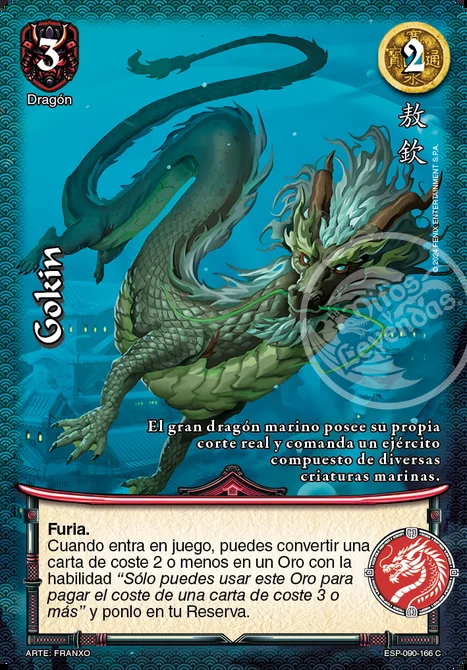 3
2
Dragón
敖
欽
© 2024 FENIX ENTERTAINMENT S.P.A.
Gokin
Mitos
Leyendas
El gran dragón marino posee su propia
corte real y comanda un ejército
compuesto de diversas
criaturas marinas.
Furia.
Cuando entra en juego, puedes convertir una
carta de coste 2 o menos en un Oro con la
habilidad “Sólo puedes usar este Oro para
pagar el coste de una carta de coste 3 o
más” y ponlo en tu Reserva.
ARTE: FRANXO
ESP-090-166 C